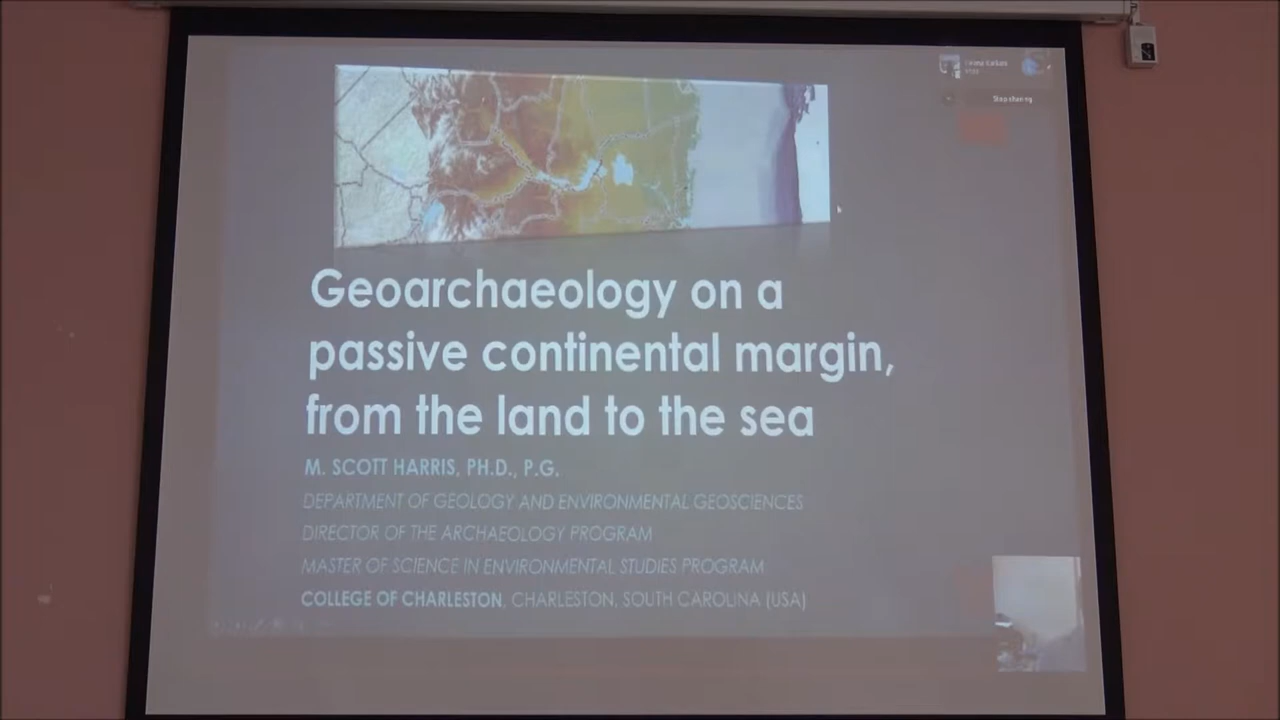 Stop sharing
Geoarchaeology on a
passive continental margin,
from the land to the sea
M. SCOTT HARRIS, PH.D., P.G.
DEPARTMENT OF GEOLOGY AND ENVIRONMENTAL GEOSCIENCES
DIRECTOR OF THE ARCHAEOLOGY PROGRAM
MASTER OF SCIENCE IN ENVIRONMENTAL STUDIES PROGRAM
COLLEGE OF CHARLESTON, CHARLESTON, SOUTH CAROLINA (USA)